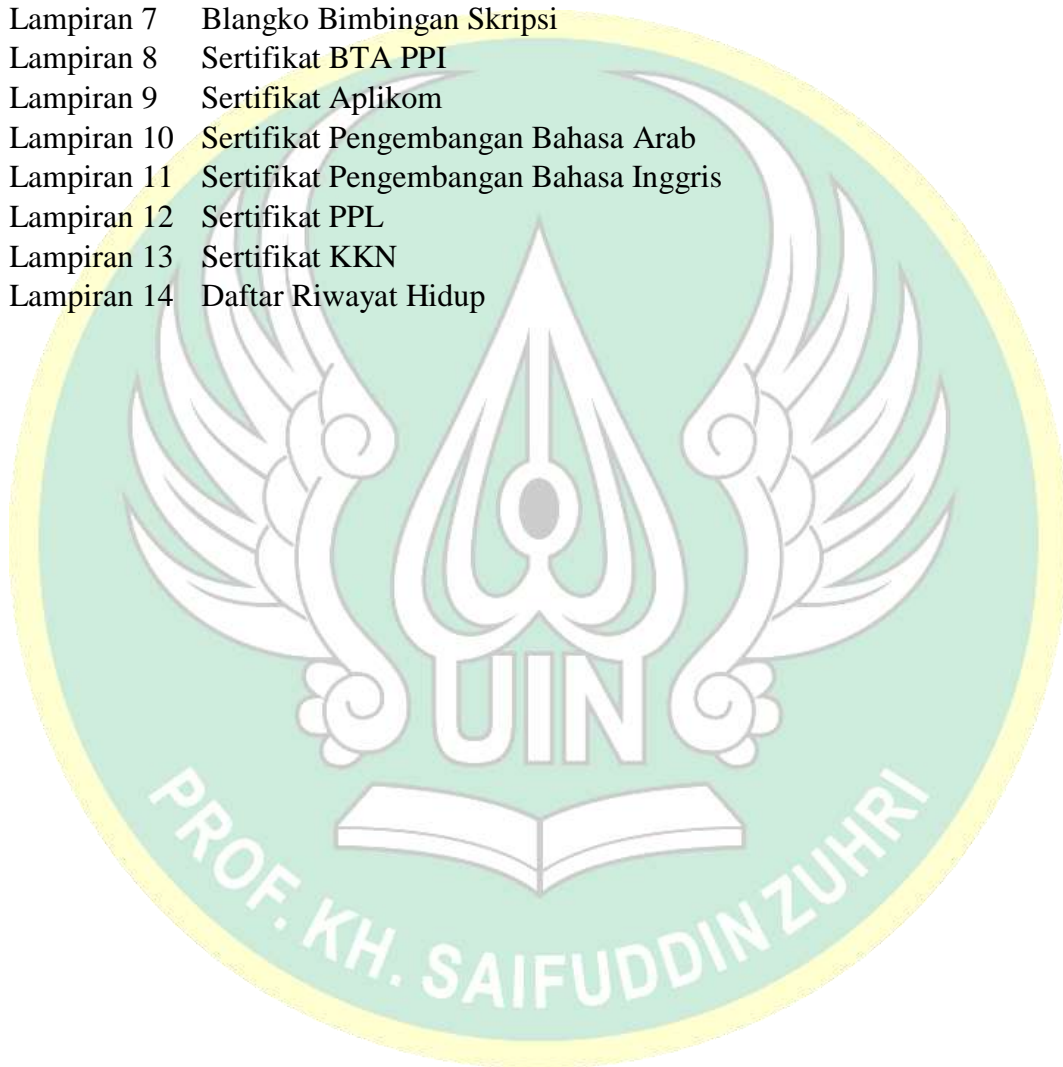 Lampiran 7 Blangko Bimbingan Skripsi
Lampiran 8 Sertifikat BTA PPI
Lampiran 9 Sertifikat Aplikom
Lampiran 10 Sertifikat Pengembangan Bahasa Arab
Lampiran 11 Sertifikat Pengembangan Bahasa Inggris
Lampiran 12 Sertifikat PPL
Lampiran 13 Sertifikat KKN
Lampiran 14 Daftar Riwayat Hidup
UIN
PROF. KH. SAIFUDDIN ZUHRI